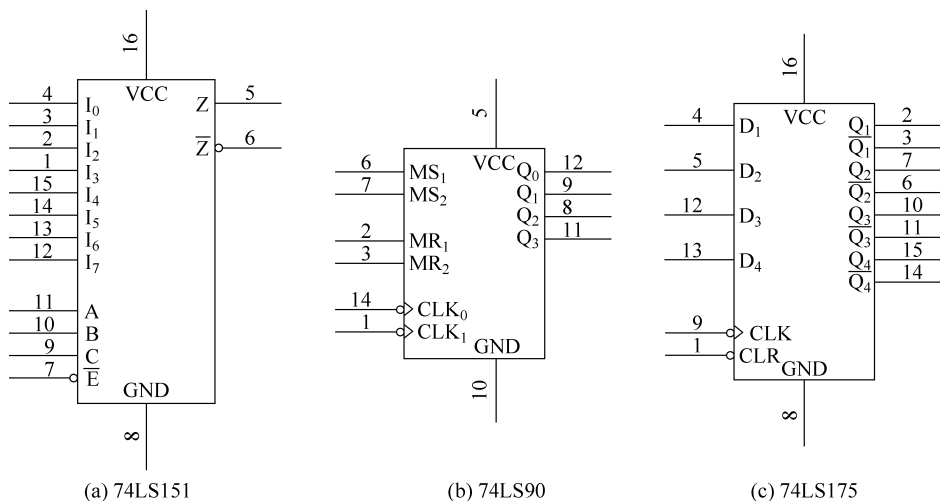 16
VCC
4 I₀ Z 5
3 I₁
2 I₂ Z̅ 6
1 I₃
15 I₄
14 I₅
13 I₆
12 I₇
11 A
10 B
9 C
7 E̅
GND
8
(a) 74LS151
5
VCC
6 MS₁ Q₀ 12
7 MS₂ Q₁ 9
Q₂ 8
2 MR₁ Q₃ 11
3 MR₂
14 CLK₀
1 CLK₁
GND
10
(b) 74LS90
16
VCC
4 D₁ Q₁ 2
Q̅₁ 3
5 D₂ Q₂ 7
Q̅₂ 6
12 D₃ Q₃ 10
Q̅₃ 11
13 D₄ Q₄ 15
Q̅₄ 14
9 CLK
1 CLR
GND
8
(c) 74LS175